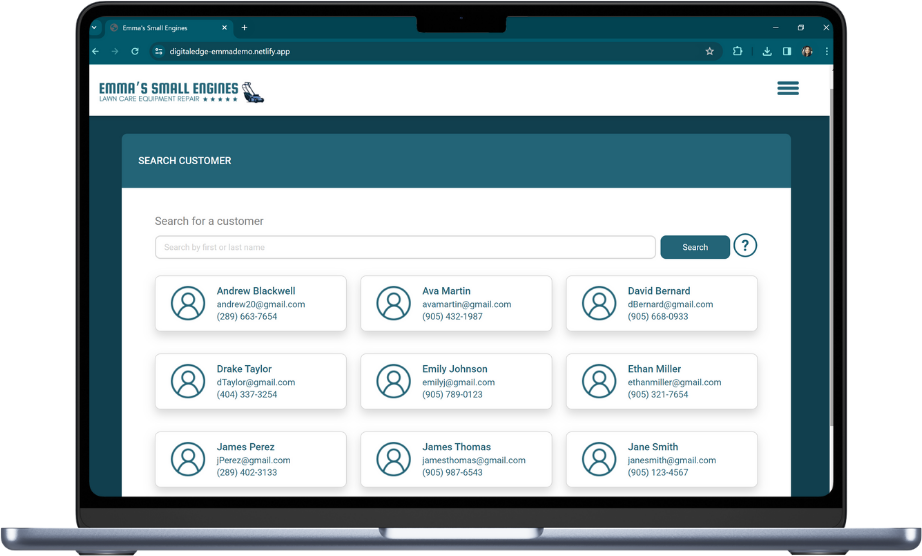 Emma's Small Engines
digitaledge-emmademo.netlify.app
EMMA'S SMALL ENGINES
LAWN CARE EQUIPMENT REPAIR ★★★★★
SEARCH CUSTOMER
Search for a customer
Search by first or last name
Search
?
Andrew Blackwell
andrew20@gmail.com
(289) 663-7654
Ava Martin
avamartin@gmail.com
(905) 432-1987
David Bernard
dBernard@gmail.com
(905) 668-0933
Drake Taylor
dTaylor@gmail.com
(404) 337-3254
Emily Johnson
emilyj@gmail.com
(905) 789-0123
Ethan Miller
ethanmiller@gmail.com
(905) 321-7654
James Perez
jPerez@gmail.com
(289) 402-3133
James Thomas
jamesthomas@gmail.com
(905) 987-6543
Jane Smith
janesmith@gmail.com
(905) 123-4567